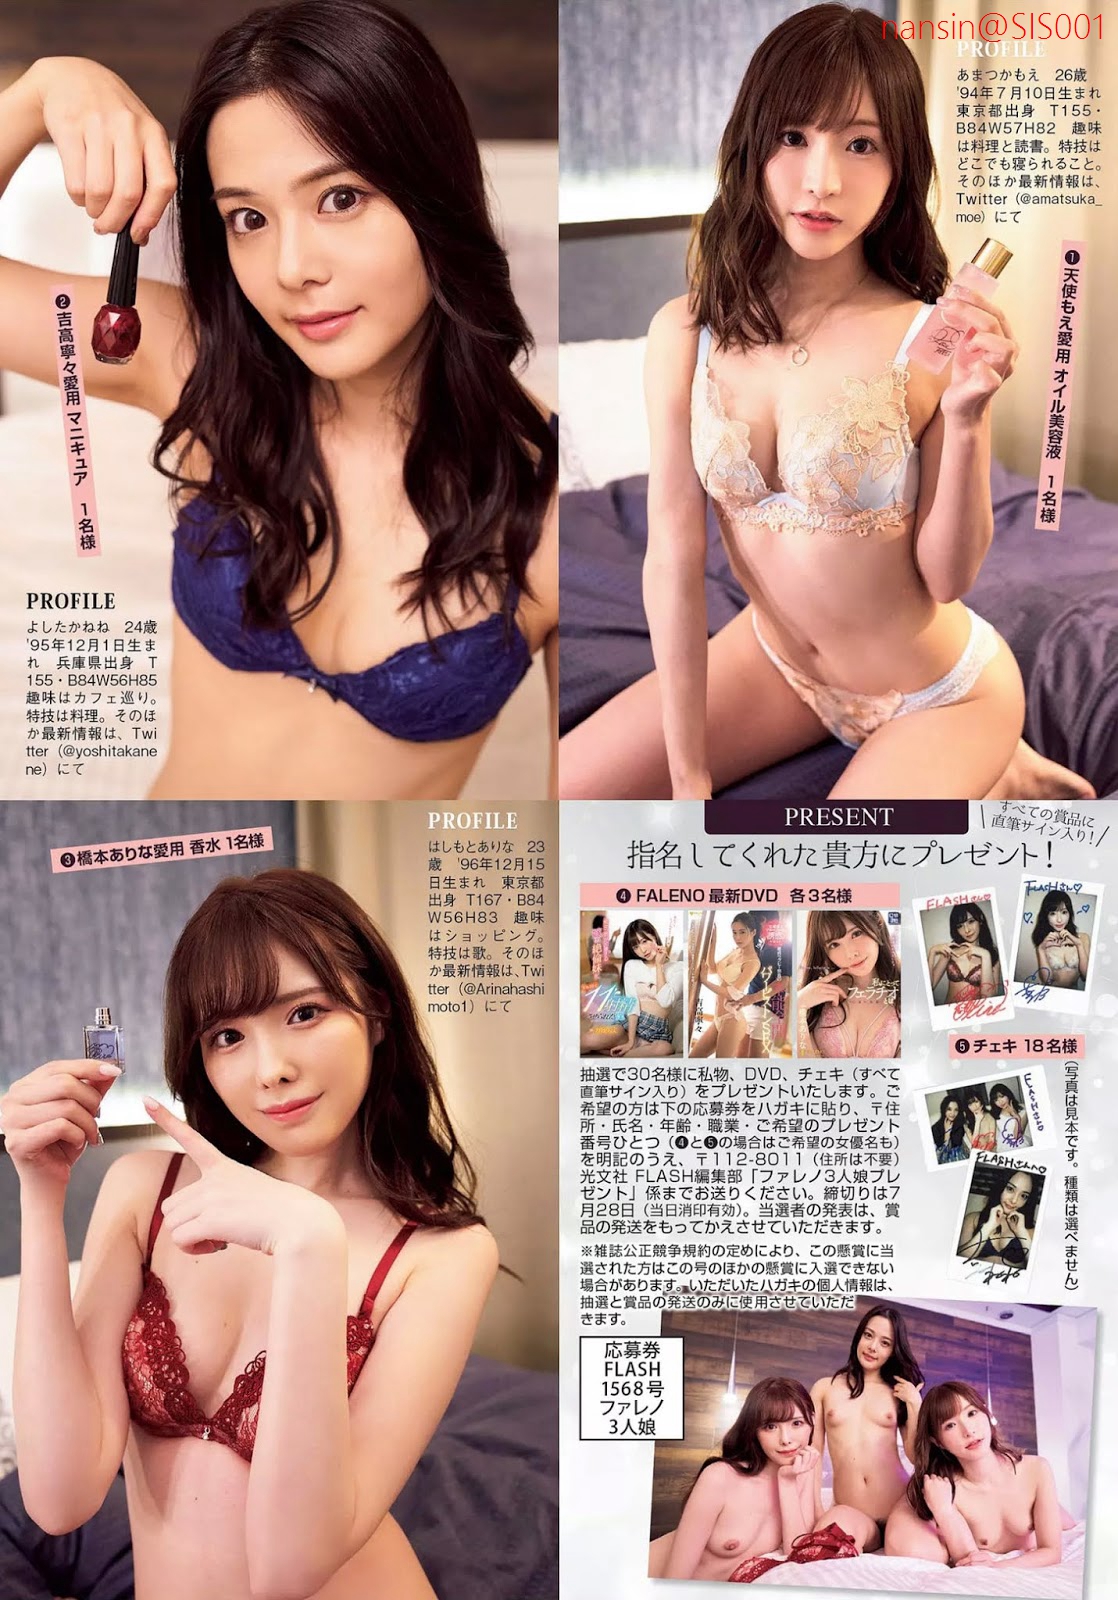 nansin@SIS001
PROFILE
あまつかもえ　26歳
'94年7月10日生まれ
東京都出身　T155・
B84W57H82　趣味
は料理と読書。特技は
どこでも寝られること。
そのほか最新情報は、
Twitter（@amatsuka_
moe）にて
❶天使もえ愛用 オイル美容液　1名様
❷吉高寧々愛用 マニキュア　1名様
PROFILE
よしたかねね　24歳
'95年12月1日生ま
れ　兵庫県出身　T
155・B84W56H85
趣味はカフェ巡り。
特技は料理。そのほ
か最新情報は、Twi
tter（@yoshitakane
ne）にて
❸橋本ありな愛用 香水 1名様
PROFILE
はしもとありな　23
歳　'96年12月15
日生まれ　東京都
出身　T167・B84
W56H83　趣味
はショッピング。
特技は歌。そのほ
か最新情報は、Twi
tter（@Arinahashi
moto1）にて
PRESENT
すべての賞品に
直筆サイン入り！
指名してくれた貴方にプレゼント！
❹ FALENO 最新DVD　各3名様
FLASHさん♡
FLASHさん♡
❺ チェキ 18名様
（写真は見本です。種類は選べません）
FLASHさんへ
抽選で30名様に私物、DVD、チェキ（すべて
直筆サイン入り）をプレゼントいたします。ご
希望の方は下の応募券をハガキに貼り、〒住
所・氏名・年齢・職業・ご希望のプレゼント
番号ひとつ（❹と❺の場合はご希望の女優名も）
を明記のうえ、〒112-8011（住所は不要）
光文社 FLASH編集部「ファレノ3人娘プレ
ゼント」係までお送りください。締切りは7
月28日（当日消印有効）。当選者の発表は、賞
品の発送をもってかえさせていただきます。
※雑誌公正競争規約の定めにより、この懸賞に当
選された方はこの号のほかの懸賞に入選できない
場合があります。いただいたハガキの個人情報は、
抽選と賞品の発送のみに使用させていただ
きます。
応募券
FLASH
1568号
ファレノ
3人娘